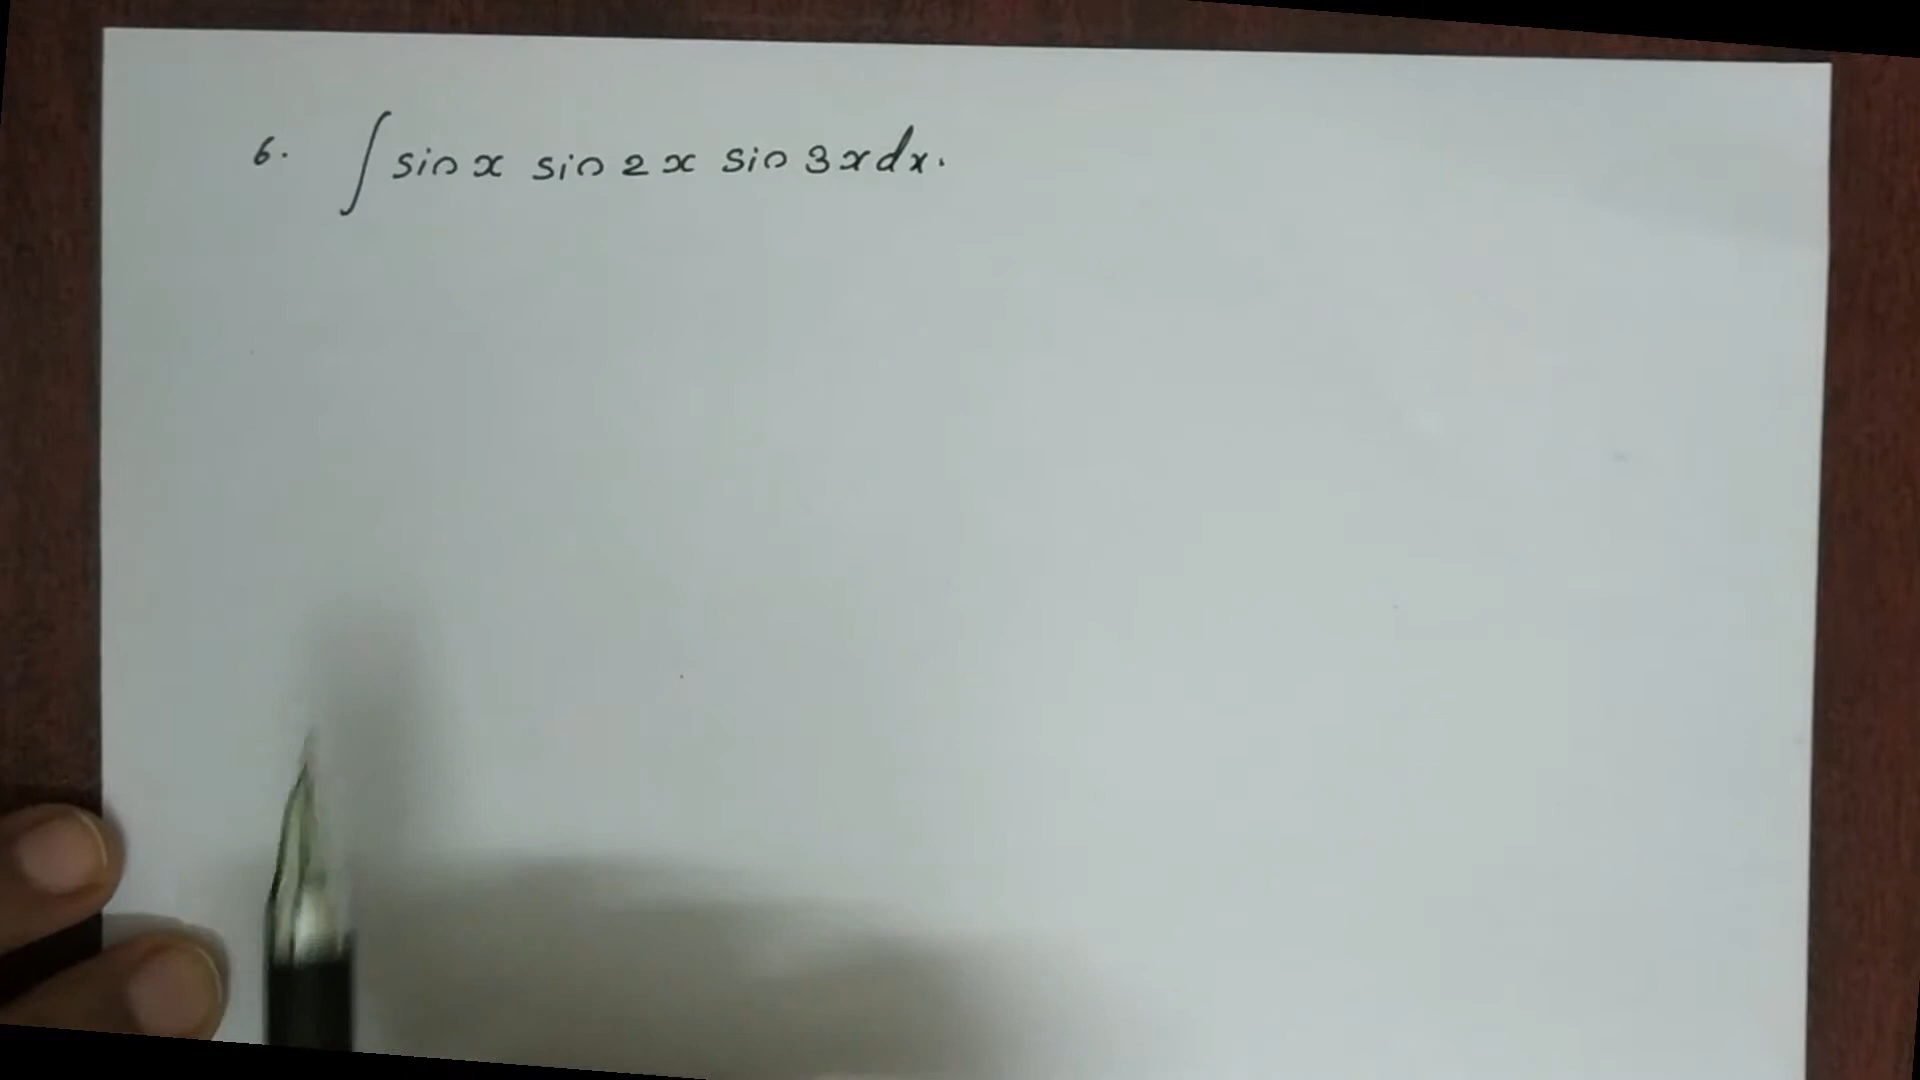 6. ∫ sin x sin 2x sin 3x dx.